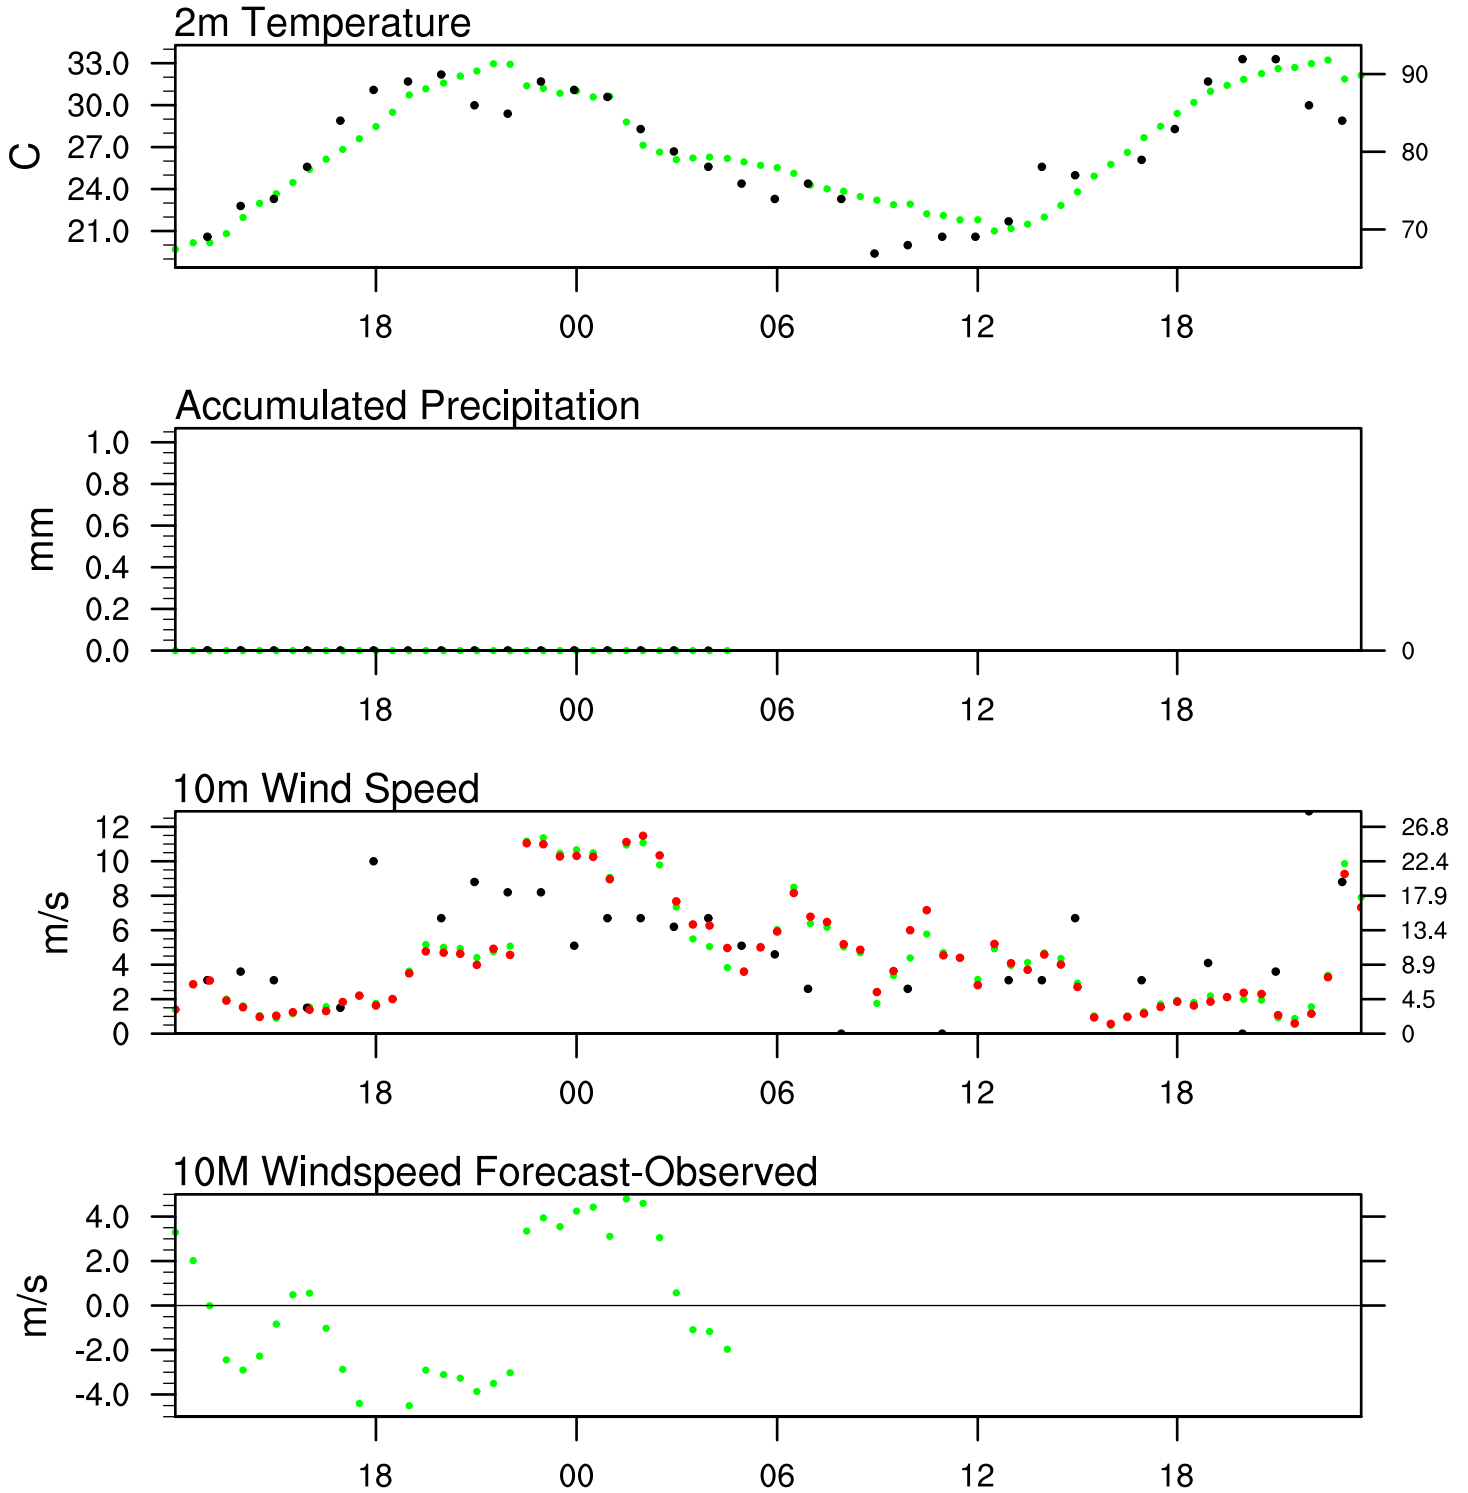 2m Temperature
33.0
30.0
27.0
24.0
21.0
C
90
80
70
18 00 06 12 18
Accumulated Precipitation
1.0
0.8
0.6
0.4
0.2
0.0
mm
0
18 00 06 12 18
10m Wind Speed
12
10
8
6
4
2
0
m/s
26.8
22.4
17.9
13.4
8.9
4.5
0
18 00 06 12 18
10M Windspeed Forecast-Observed
4.0
2.0
0.0
-2.0
-4.0
m/s
18 00 06 12 18